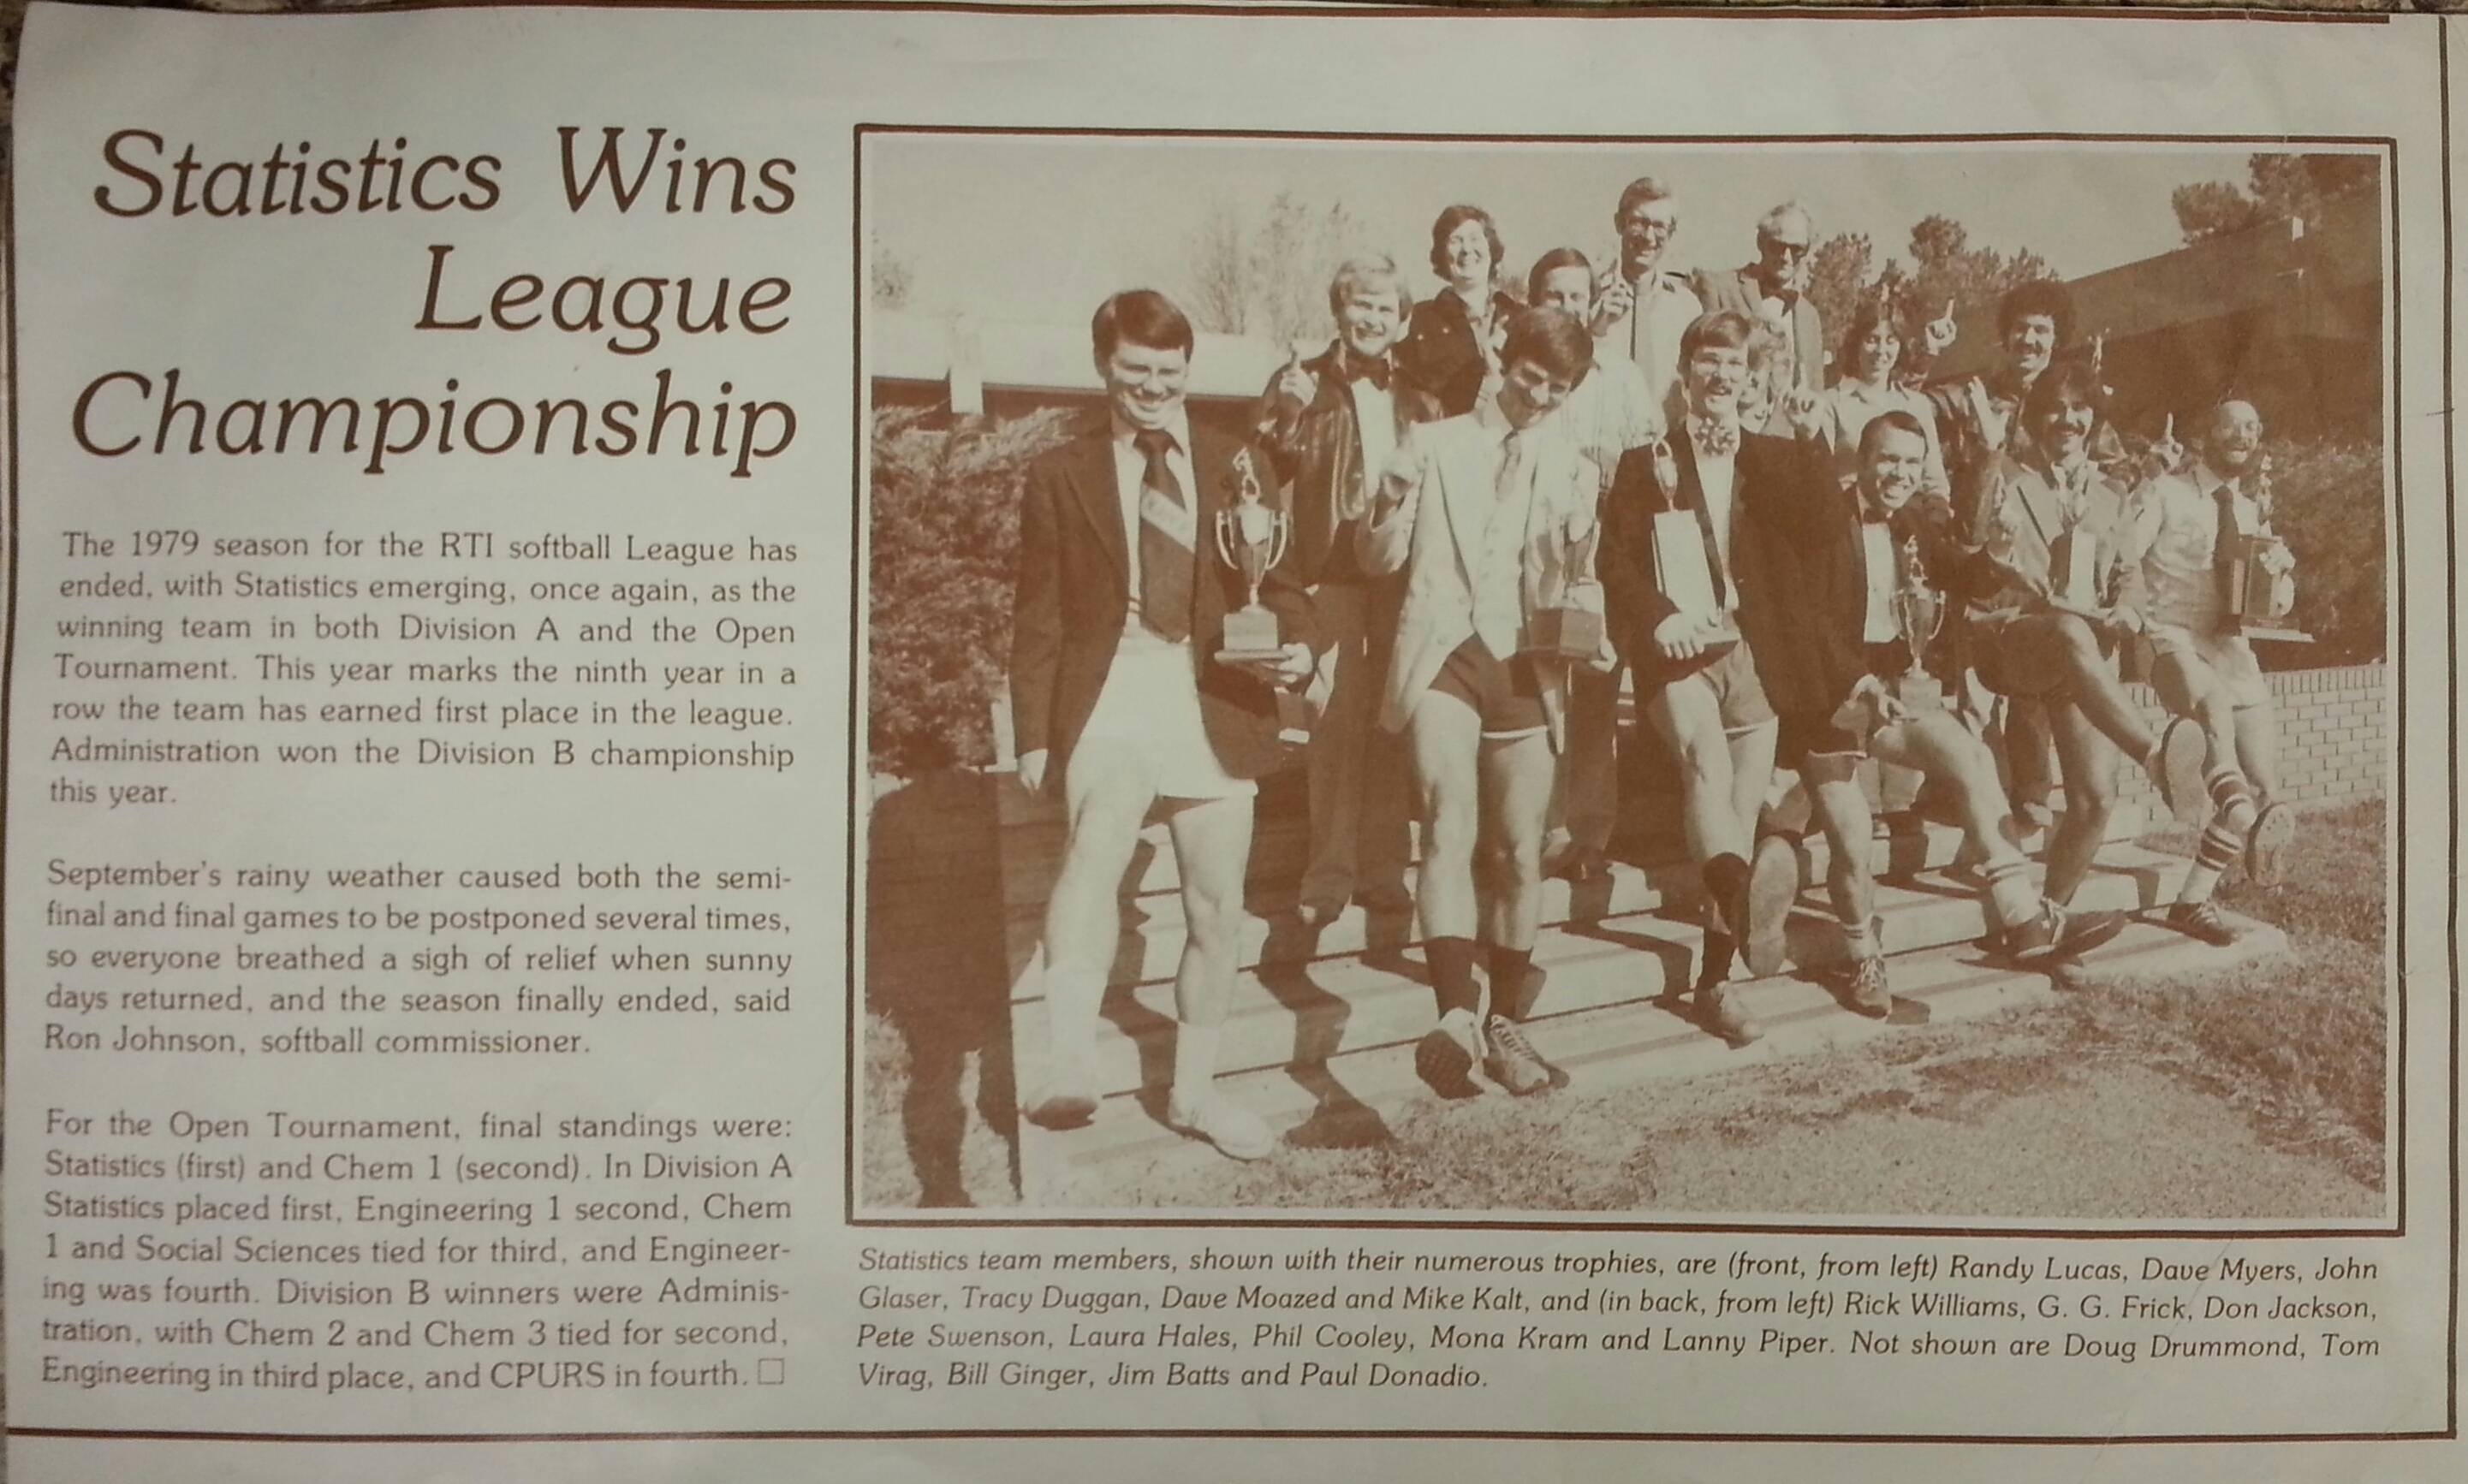 Statistics Wins
League
Championship
The 1979 season for the RTI softball League has
ended, with Statistics emerging, once again, as the
winning team in both Division A and the Open
Tournament. This year marks the ninth year in a
row the team has earned first place in the league.
Administration won the Division B championship
this year.
September's rainy weather caused both the semi-
final and final games to be postponed several times,
so everyone breathed a sigh of relief when sunny
days returned, and the season finally ended, said
Ron Johnson, softball commissioner.
For the Open Tournament, final standings were:
Statistics (first) and Chem 1 (second). In Division A
Statistics placed first, Engineering 1 second, Chem
1 and Social Sciences tied for third, and Engineer-
ing was fourth. Division B winners were Adminis-
tration, with Chem 2 and Chem 3 tied for second,
Engineering in third place, and CPURS in fourth. □
Statistics team members, shown with their numerous trophies, are (front, from left) Randy Lucas, Dave Myers, John
Glaser, Tracy Duggan, Dave Moazed and Mike Kalt, and (in back, from left) Rick Williams, G. G. Frick, Don Jackson,
Pete Swenson, Laura Hales, Phil Cooley, Mona Kram and Lanny Piper. Not shown are Doug Drummond, Tom
Virag, Bill Ginger, Jim Batts and Paul Donadio.